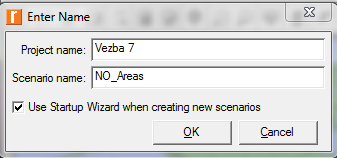 Enter Name
Project name: Vezba 7
Scenario name: NO_Areas
Use Startup Wizard when creating new scenarios
OK Cancel